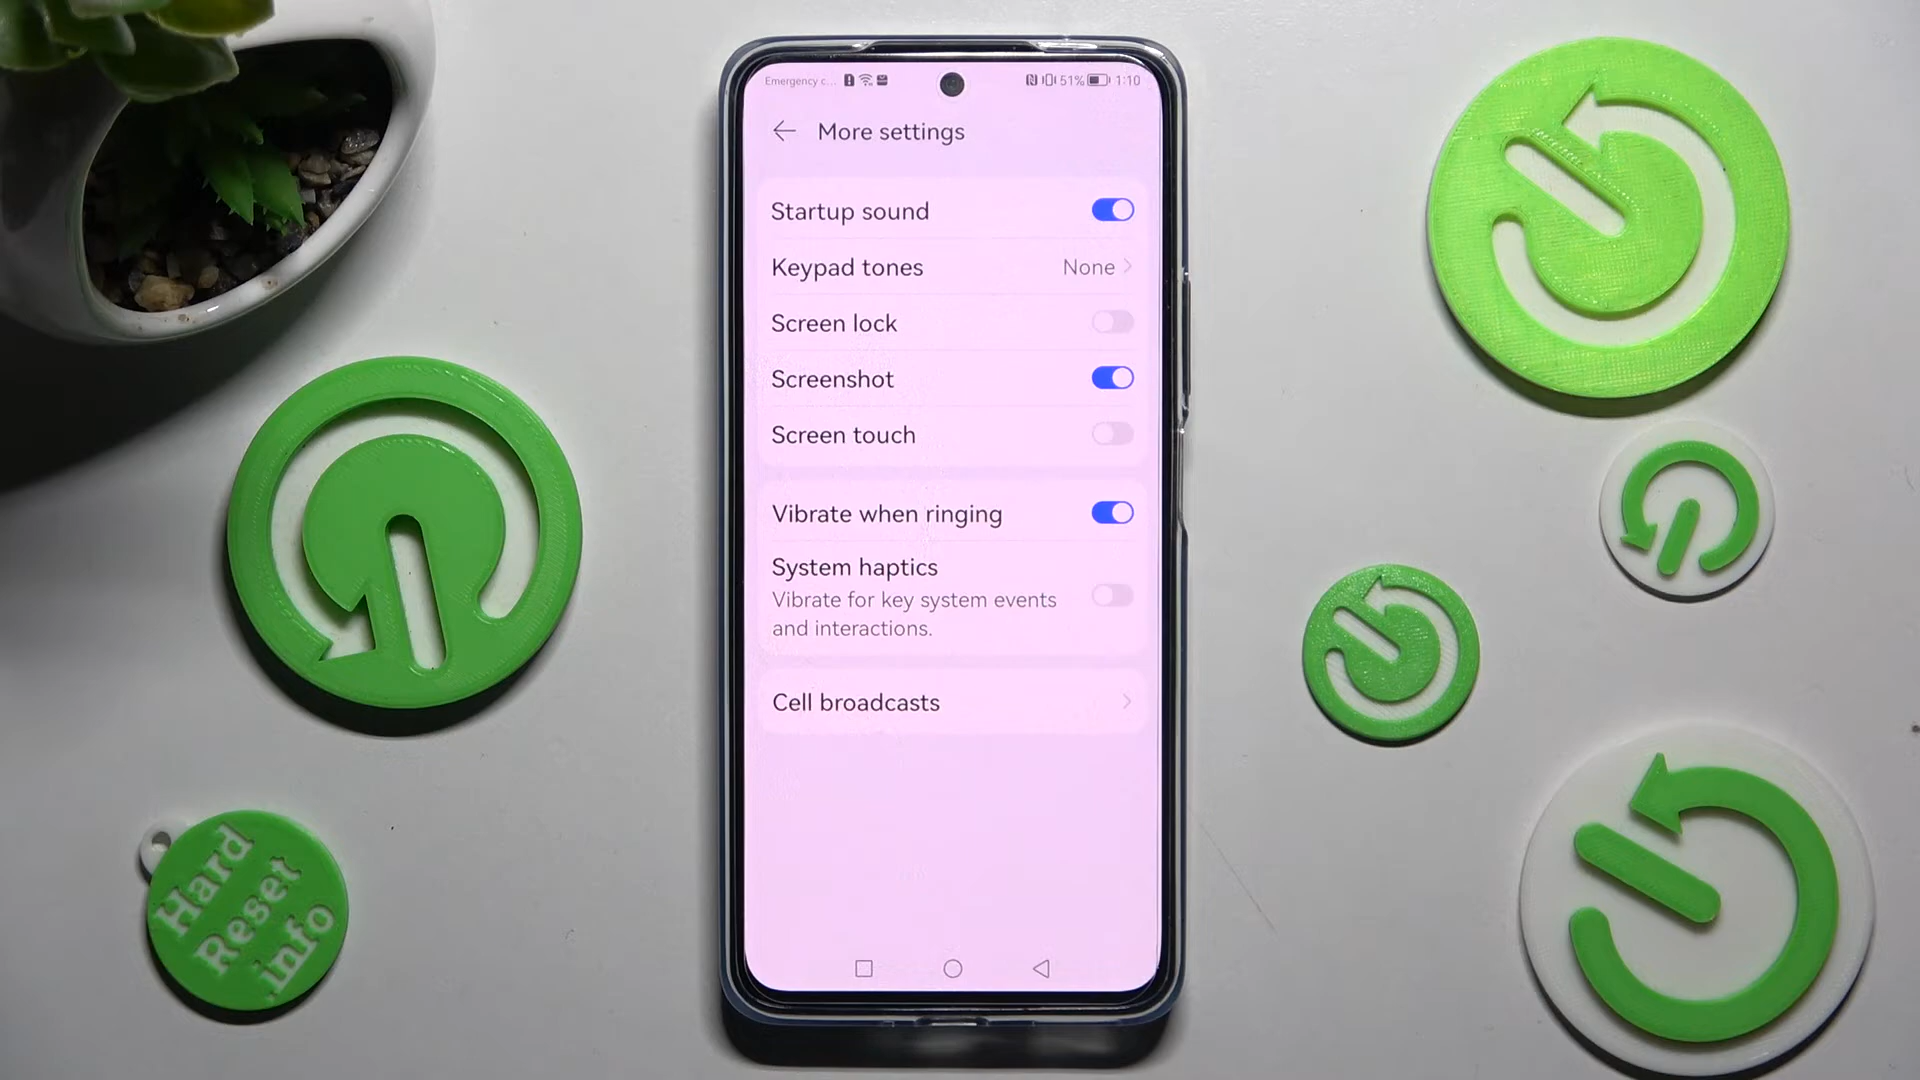 Emergency c... 51% 1:10
More settings
Startup sound
Keypad tones None
Screen lock
Screenshot
Screen touch
Vibrate when ringing
System haptics
Vibrate for key system events
and interactions.
Cell broadcasts
Hard
Reset
.info